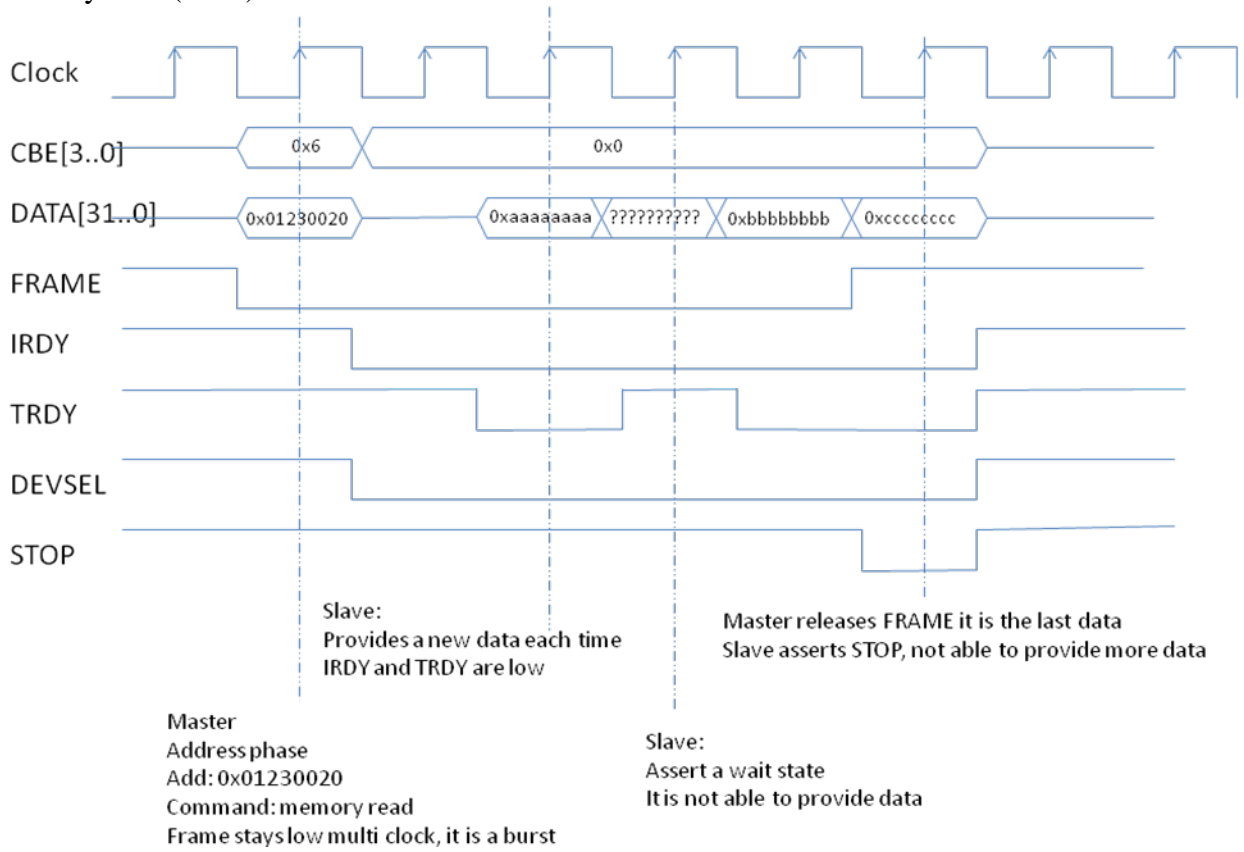 Clock
CBE[3..0]
0x6
0x0
DATA[31..0]
0x01230020
0xaaaaaaaaa
??????????
0xbbbbbbbbb
0xcccccccc
FRAME
IRDY
TRDY
DEVSEL
STOP
Slave:
Provides a new data each time
IRDY and TRDY are low
Master releases FRAME it is the last data
Slave asserts STOP, not able to provide more data
Master
Address phase
Add: 0x01230020
Command: memory read
Frame stays low multi clock, it is a burst
Slave:
Assert a wait state
It is not able to provide data